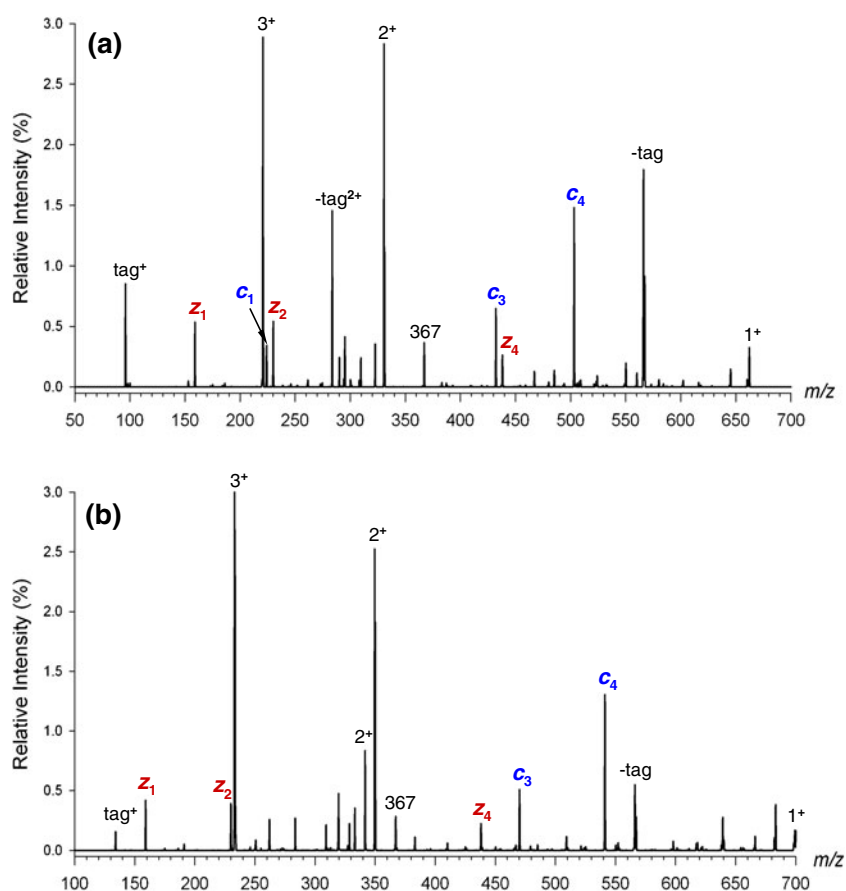 (a)
Relative Intensity (%)
3.0
2.5
2.0
1.5
1.0
0.5
0.0
tag⁺
z₁
c₁
3⁺
z₂
-tag²⁺
2⁺
367
c₃
z₄
c₄
-tag
1⁺
50 100 150 200 250 300 350 400 450 500 550 600 650 700
m/z
(b)
Relative Intensity (%)
3.0
2.5
2.0
1.5
1.0
0.5
0.0
tag⁺
z₁
z₂
3⁺
2⁺
2⁺
367
z₄
c₃
c₄
-tag
1⁺
100 150 200 250 300 350 400 450 500 550 600 650 700
m/z